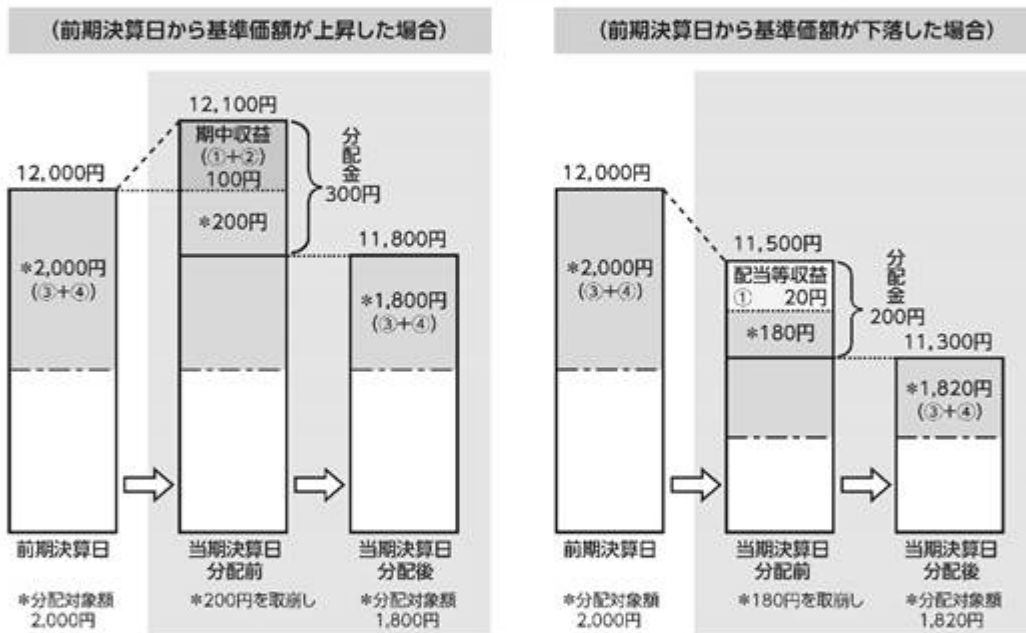 (前期決算日から基準価額が上昇した場合)
12,100円
期中収益
(①+②)
100円
*200円
分配金
300円
12,000円
*2,000円
(③+④)
11,800円
*1,800円
(③+④)
前期決算日
当期決算日
分配前
当期決算日
分配後
*分配対象額
2,000円
*200円を取崩し
*分配対象額
1,800円
(前期決算日から基準価額が下落した場合)
12,000円
*2,000円
(③+④)
11,500円
配当等収益
① 20円
*180円
分配金
200円
11,300円
*1,820円
(③+④)
前期決算日
当期決算日
分配前
当期決算日
分配後
*分配対象額
2,000円
*180円を取崩し
*分配対象額
1,820円